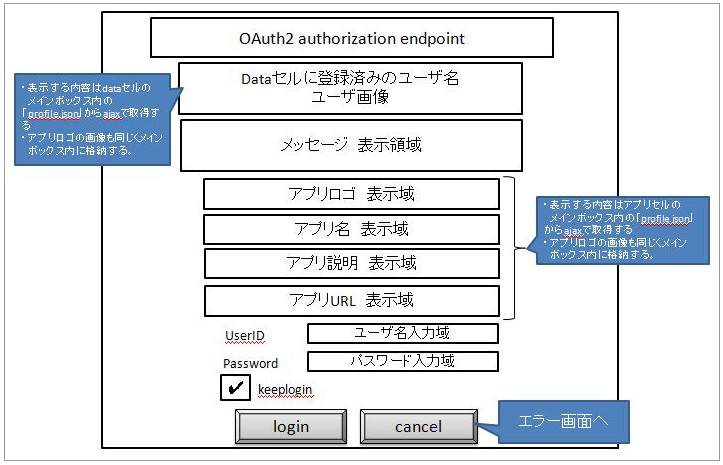 OAuth2 authorization endpoint
Dataセルに登録済みのユーザ名
ユーザ画像
・表示する内容はdataセルの
メインボックス内の
「profile.json」からajaxで取得す
る
・アプリロゴの画像も同じくメイン
ボックス内に格納する。
メッセージ 表示領域
アプリロゴ 表示域
アプリ名 表示域
アプリ説明 表示域
アプリURL 表示域
・表示する内容はアプリセルの
メインボックス内の「profile.json」
からajaxで取得する
・アプリロゴの画像も同じくメイン
ボックス内に格納する。
UserID ユーザ名入力域
Password パスワード入力域
✔ keeplogin
login cancel
エラー画面へ